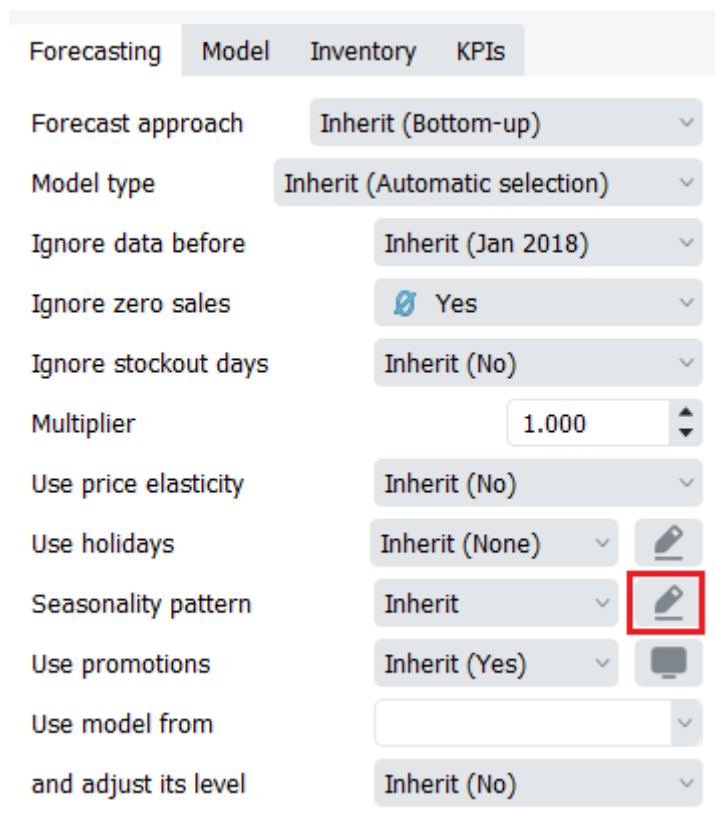 Forecasting Model Inventory KPIs
Forecast approach Inherit (Bottom-up)
Model type Inherit (Automatic selection)
Ignore data before Inherit (Jan 2018)
Ignore zero sales Yes
Ignore stockout days Inherit (No)
Multiplier 1.000
Use price elasticity Inherit (No)
Use holidays Inherit (None)
Seasonality pattern Inherit
Use promotions Inherit (Yes)
Use model from
and adjust its level Inherit (No)